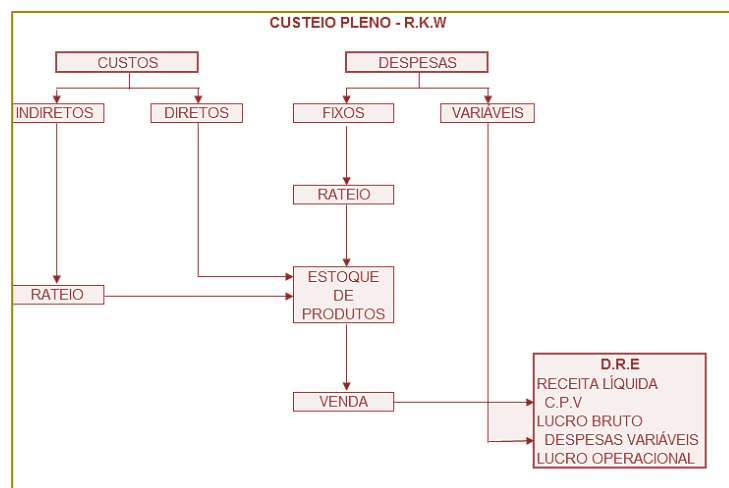 CUSTEIO PLENO - R.K.W
CUSTOS
DESPESAS
INDIRETOS
DIRETOS
FIXOS
VARIÁVEIS
RATEIO
RATEIO
ESTOQUE
DE
PRODUTOS
VENDA
D.R.E
RECEITA LÍQUIDA
C.P.V
LUCRO BRUTO
DESPESAS VARIÁVEIS
LUCRO OPERACIONAL